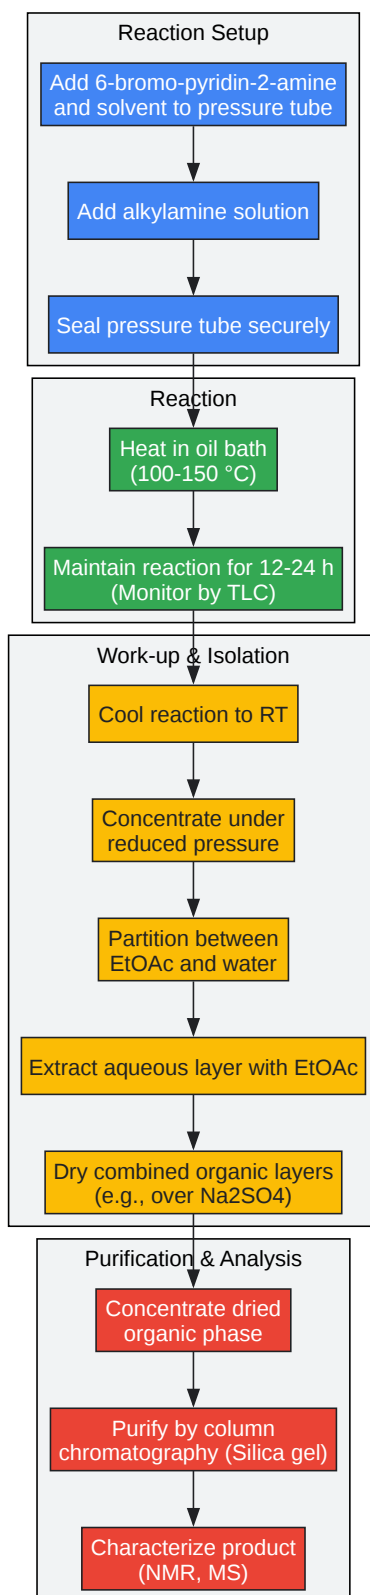 Reaction Setup
Add 6-bromo-pyridin-2-amine
and solvent to pressure tube
Add alkylamine solution
Seal pressure tube securely
Reaction
Heat in oil bath
(100-150 °C)
Maintain reaction for 12-24 h
(Monitor by TLC)
Work-up & Isolation
Cool reaction to RT
Concentrate under
reduced pressure
Partition between
EtOAc and water
Extract aqueous layer with EtOAc
Dry combined organic layers
(e.g., over Na2SO4)
Purification & Analysis
Concentrate dried
organic phase
Purify by column
chromatography (Silica gel)
Characterize product
(NMR, MS)